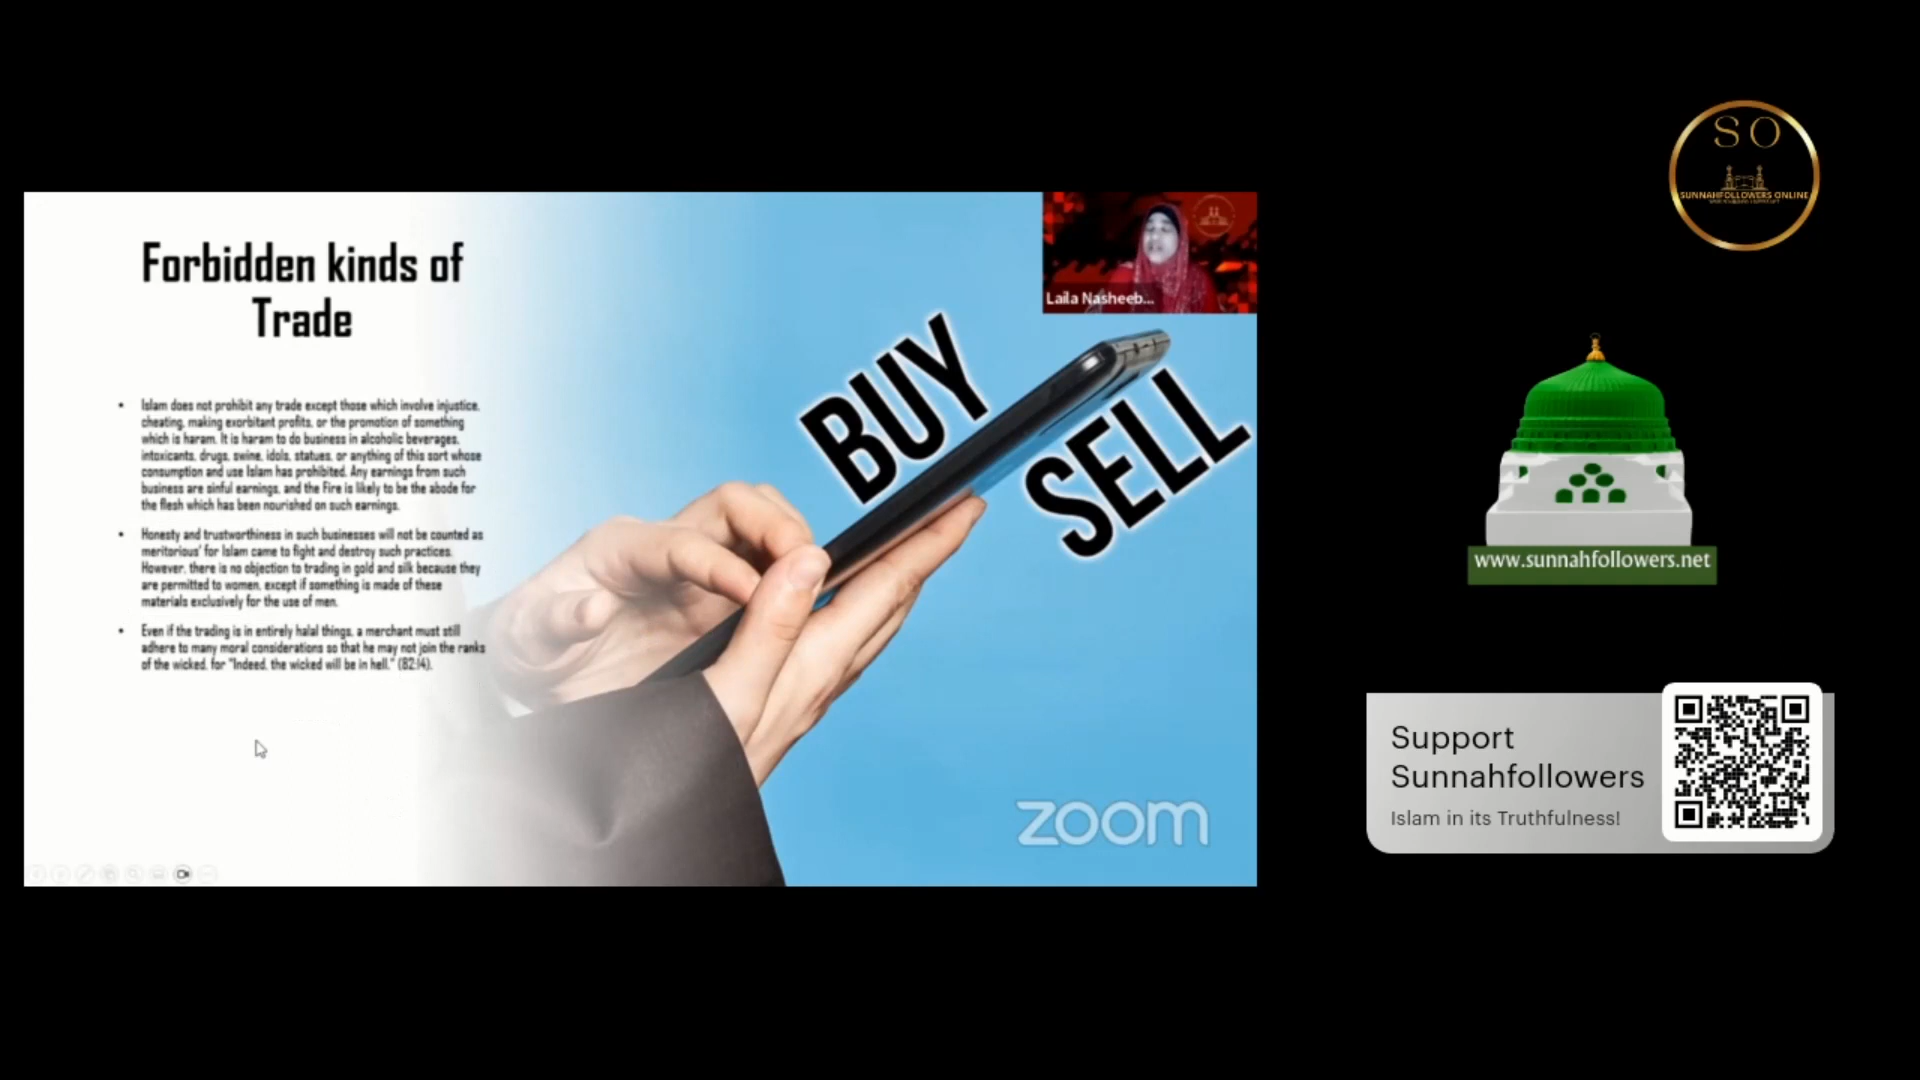 Forbidden kinds of
Trade
Islam does not prohibit any trade except those which involve injustice,
cheating, making exorbitant profits, or the promotion of something
which is haram. It is haram to do business in alcoholic beverages,
intoxicants, drugs, swine, idols, statues, or anything of this sort whose
consumption and use Islam has prohibited. Any earnings from such
business are sinful earnings, and the Fire is likely to be the abode for
the flesh which has been nourished on such earnings.
Honesty and trustworthiness in such businesses will not be counted as
meritorious' for Islam came to fight and destroy such practices.
However, there is no objection to trading in gold and silk because they
are permitted to women, except if something is made of these
materials exclusively for the use of men.
Even if the trading is in entirely halal things, a merchant must still
adhere to many moral considerations so that he may not join the ranks
of the wicked, for "Indeed, the wicked will be in hell." (82:14).
BUY
SELL
Laila Nasheeb...
zoom
S O
SUNNAHFOLLOWERS ONLINE
www.sunnahfollowers.net
Support
Sunnahfollowers
Islam in its Truthfulness!